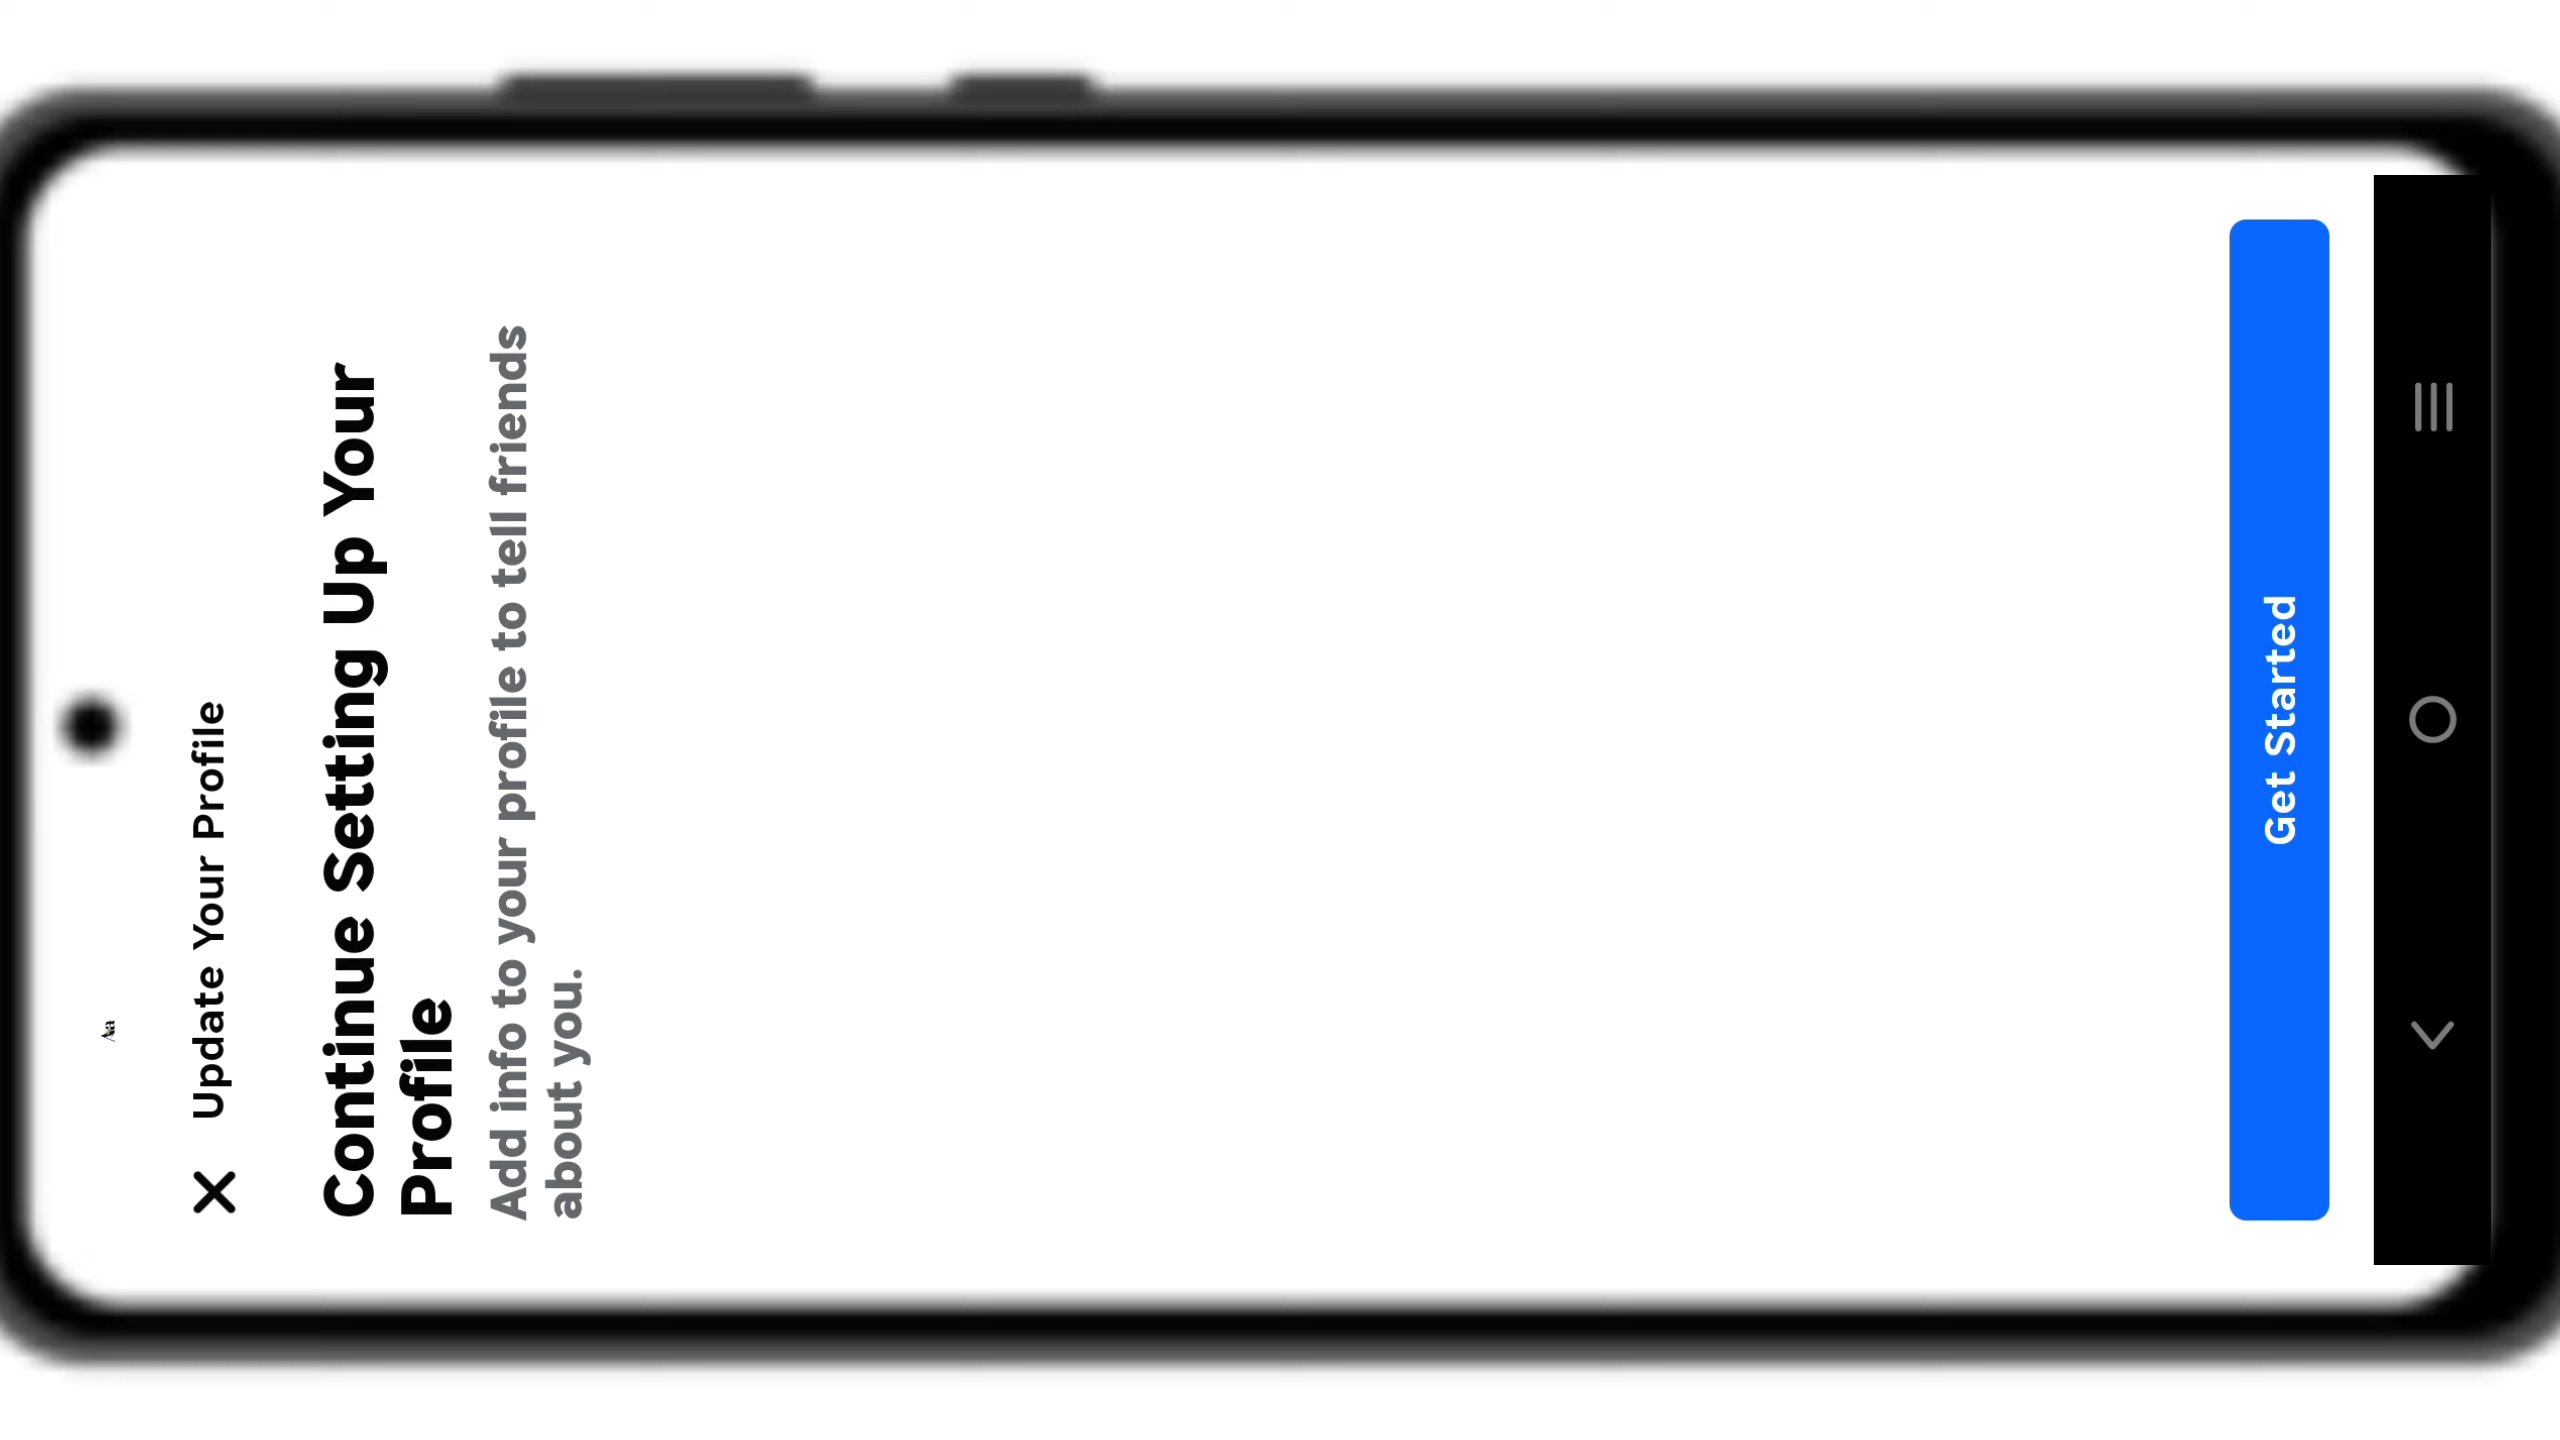 Aa
Update Your Profile
Continue Setting Up Your
Profile
Add info to your profile to tell friends
about you.
Get Started